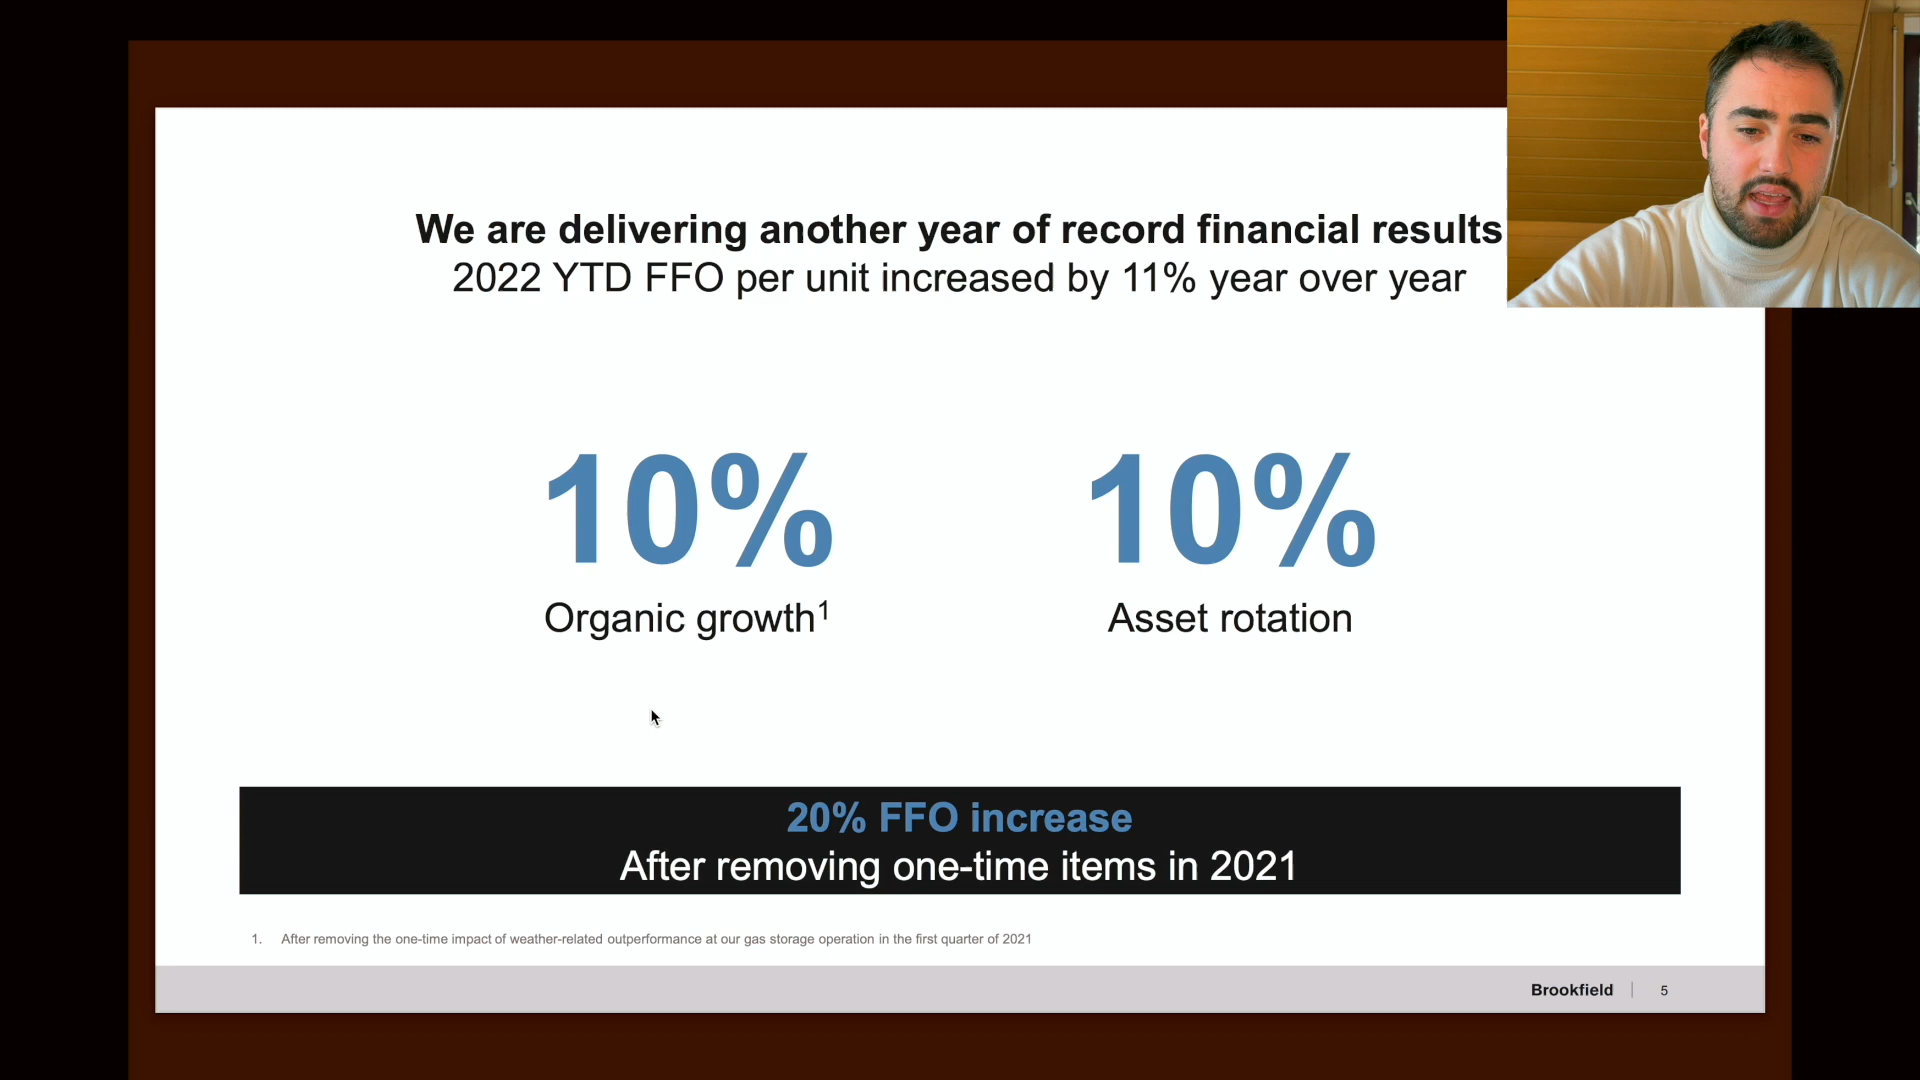 We are delivering another year of record financial results
2022 YTD FFO per unit increased by 11% year over year
10%
Organic growth¹
10%
Asset rotation
20% FFO increase
After removing one-time items in 2021
1. After removing the one-time impact of weather-related outperformance at our gas storage operation in the first quarter of 2021
Brookfield | 5